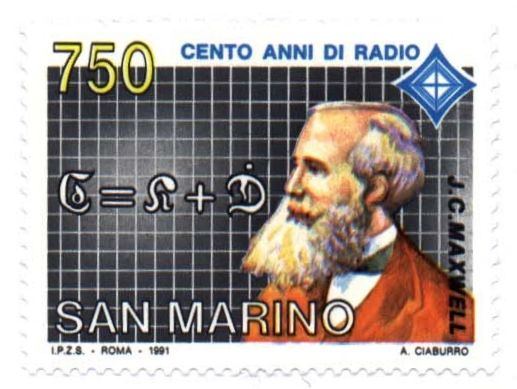 750
CENTO ANNI DI RADIO
ℭ = 𝔎 + 𝔇̇
J.C.MAXWELL
SAN MARINO
I.P.Z.S. - ROMA - 1991
A. CIABURRO